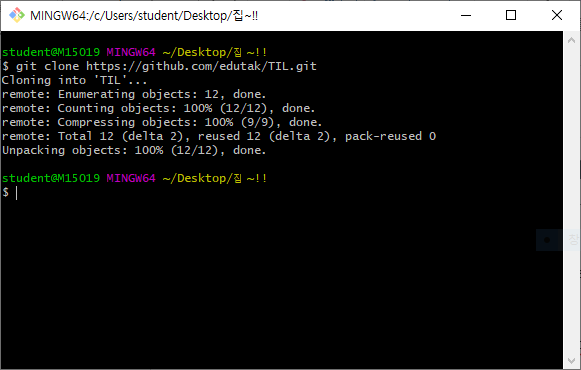 MINGW64:/c/Users/student/Desktop/집~!!
student@M15019 MINGW64 ~/Desktop/집~!!
$ git clone https://github.com/edutak/TIL.git
Cloning into 'TIL'...
remote: Enumerating objects: 12, done.
remote: Counting objects: 100% (12/12), done.
remote: Compressing objects: 100% (9/9), done.
remote: Total 12 (delta 2), reused 12 (delta 2), pack-reused 0
Unpacking objects: 100% (12/12), done.
student@M15019 MINGW64 ~/Desktop/집~!!
$